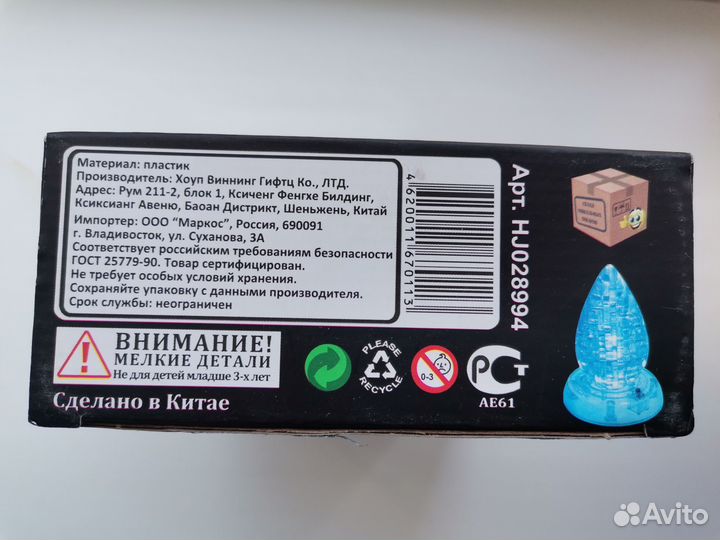 Материал: пластик
Производитель: Хоуп Виннинг Гифтц Ко., ЛТД.
Адрес: Рум 211-2, блок 1, Ксиченг Фенгхе Билдинг,
Ксиксианг Авеню, Баоан Дистрикт, Шеньжень, Китай
Импортер: ООО "Маркос", Россия, 690091
г. Владивосток, ул. Суханова, 3А
Соответствует российским требованиям безопасности
ГОСТ 25779-90. Товар сертифицирован.
Не требует особых условий хранения.
Сохраняйте упаковку с данными производителя.
Срок службы: неограничен
4620011670113
Арт. HJ028994
ВНИМАНИЕ!
МЕЛКИЕ ДЕТАЛИ
Не для детей младше 3-х лет
Сделано в Китае
PLEASE
RECYCLE
0-3
РСТ
АЕ61
Avito